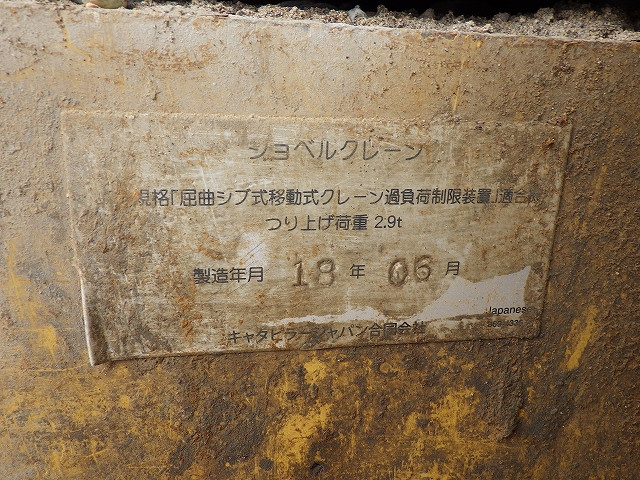 ショベルクレーン
規格「屈曲ジブ式移動式クレーン過負荷制限装置」適合
つり上げ荷重 2.9t
製造年月 18 年 06 月
Japanese
キャタピラージャパン合同会社